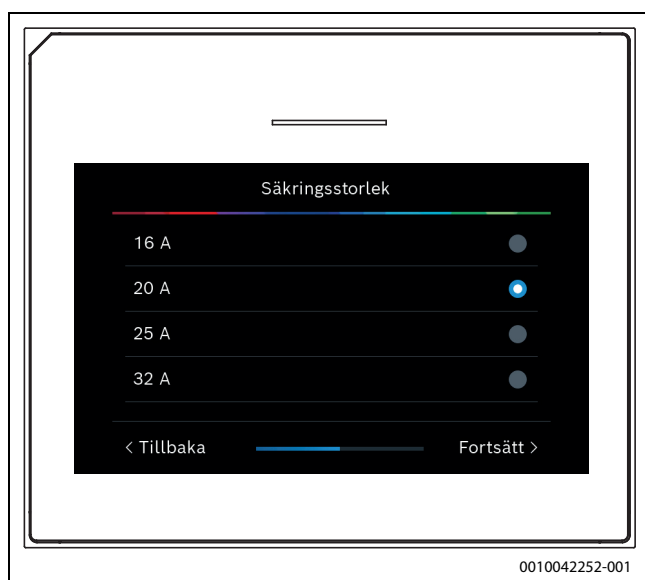 Säkringsstorlek
16 A
20 A
25 A
32 A
< Tillbaka
Fortsätt >
0010042252-001